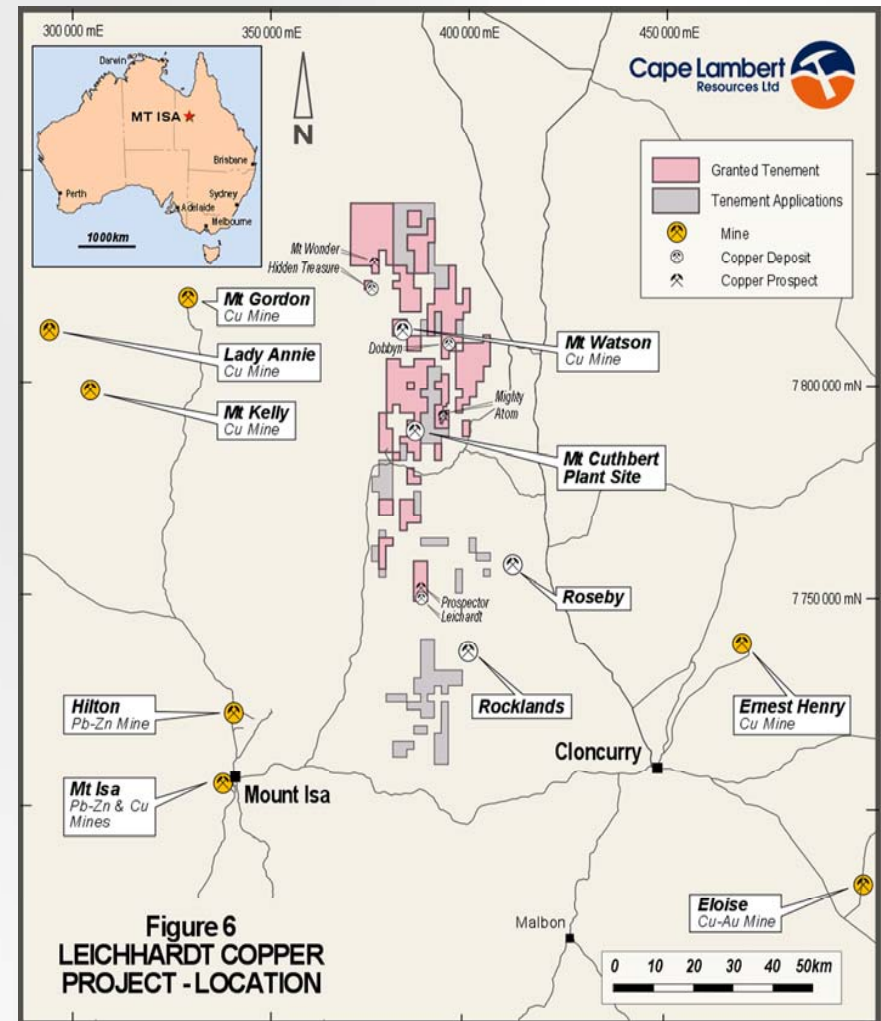 300 000 mE
350 000 mE
400 000 mE
450 000 mE
Darwin
MT ISA
Brisbane
Perth
Sydney
Adelaide
Melbourne
1000km
N
Cape Lambert
Resources Ltd
Granted Tenement
Tenement Applications
Mine
Copper Deposit
Copper Prospect
Mt Wonder
Hidden Treasure
Mt Gordon
Cu Mine
Lady Annie
Cu Mine
Mt Kelly
Cu Mine
Dobbyn
Mt Watson
Cu Mine
7 800 000 mN
Mighty
Atom
Mt Cuthbert
Plant Site
Roseby
7 750 000 mN
Prospector
Leichardt
Rocklands
Ernest Henry
Cu Mine
Hilton
Pb-Zn Mine
Cloncurry
Mt Isa
Pb-Zn & Cu
Mines
Mount Isa
Eloise
Cu-Au Mine
Malbon
Figure 6
LEICHHARDT COPPER
PROJECT - LOCATION
0 10 20 30 40 50km